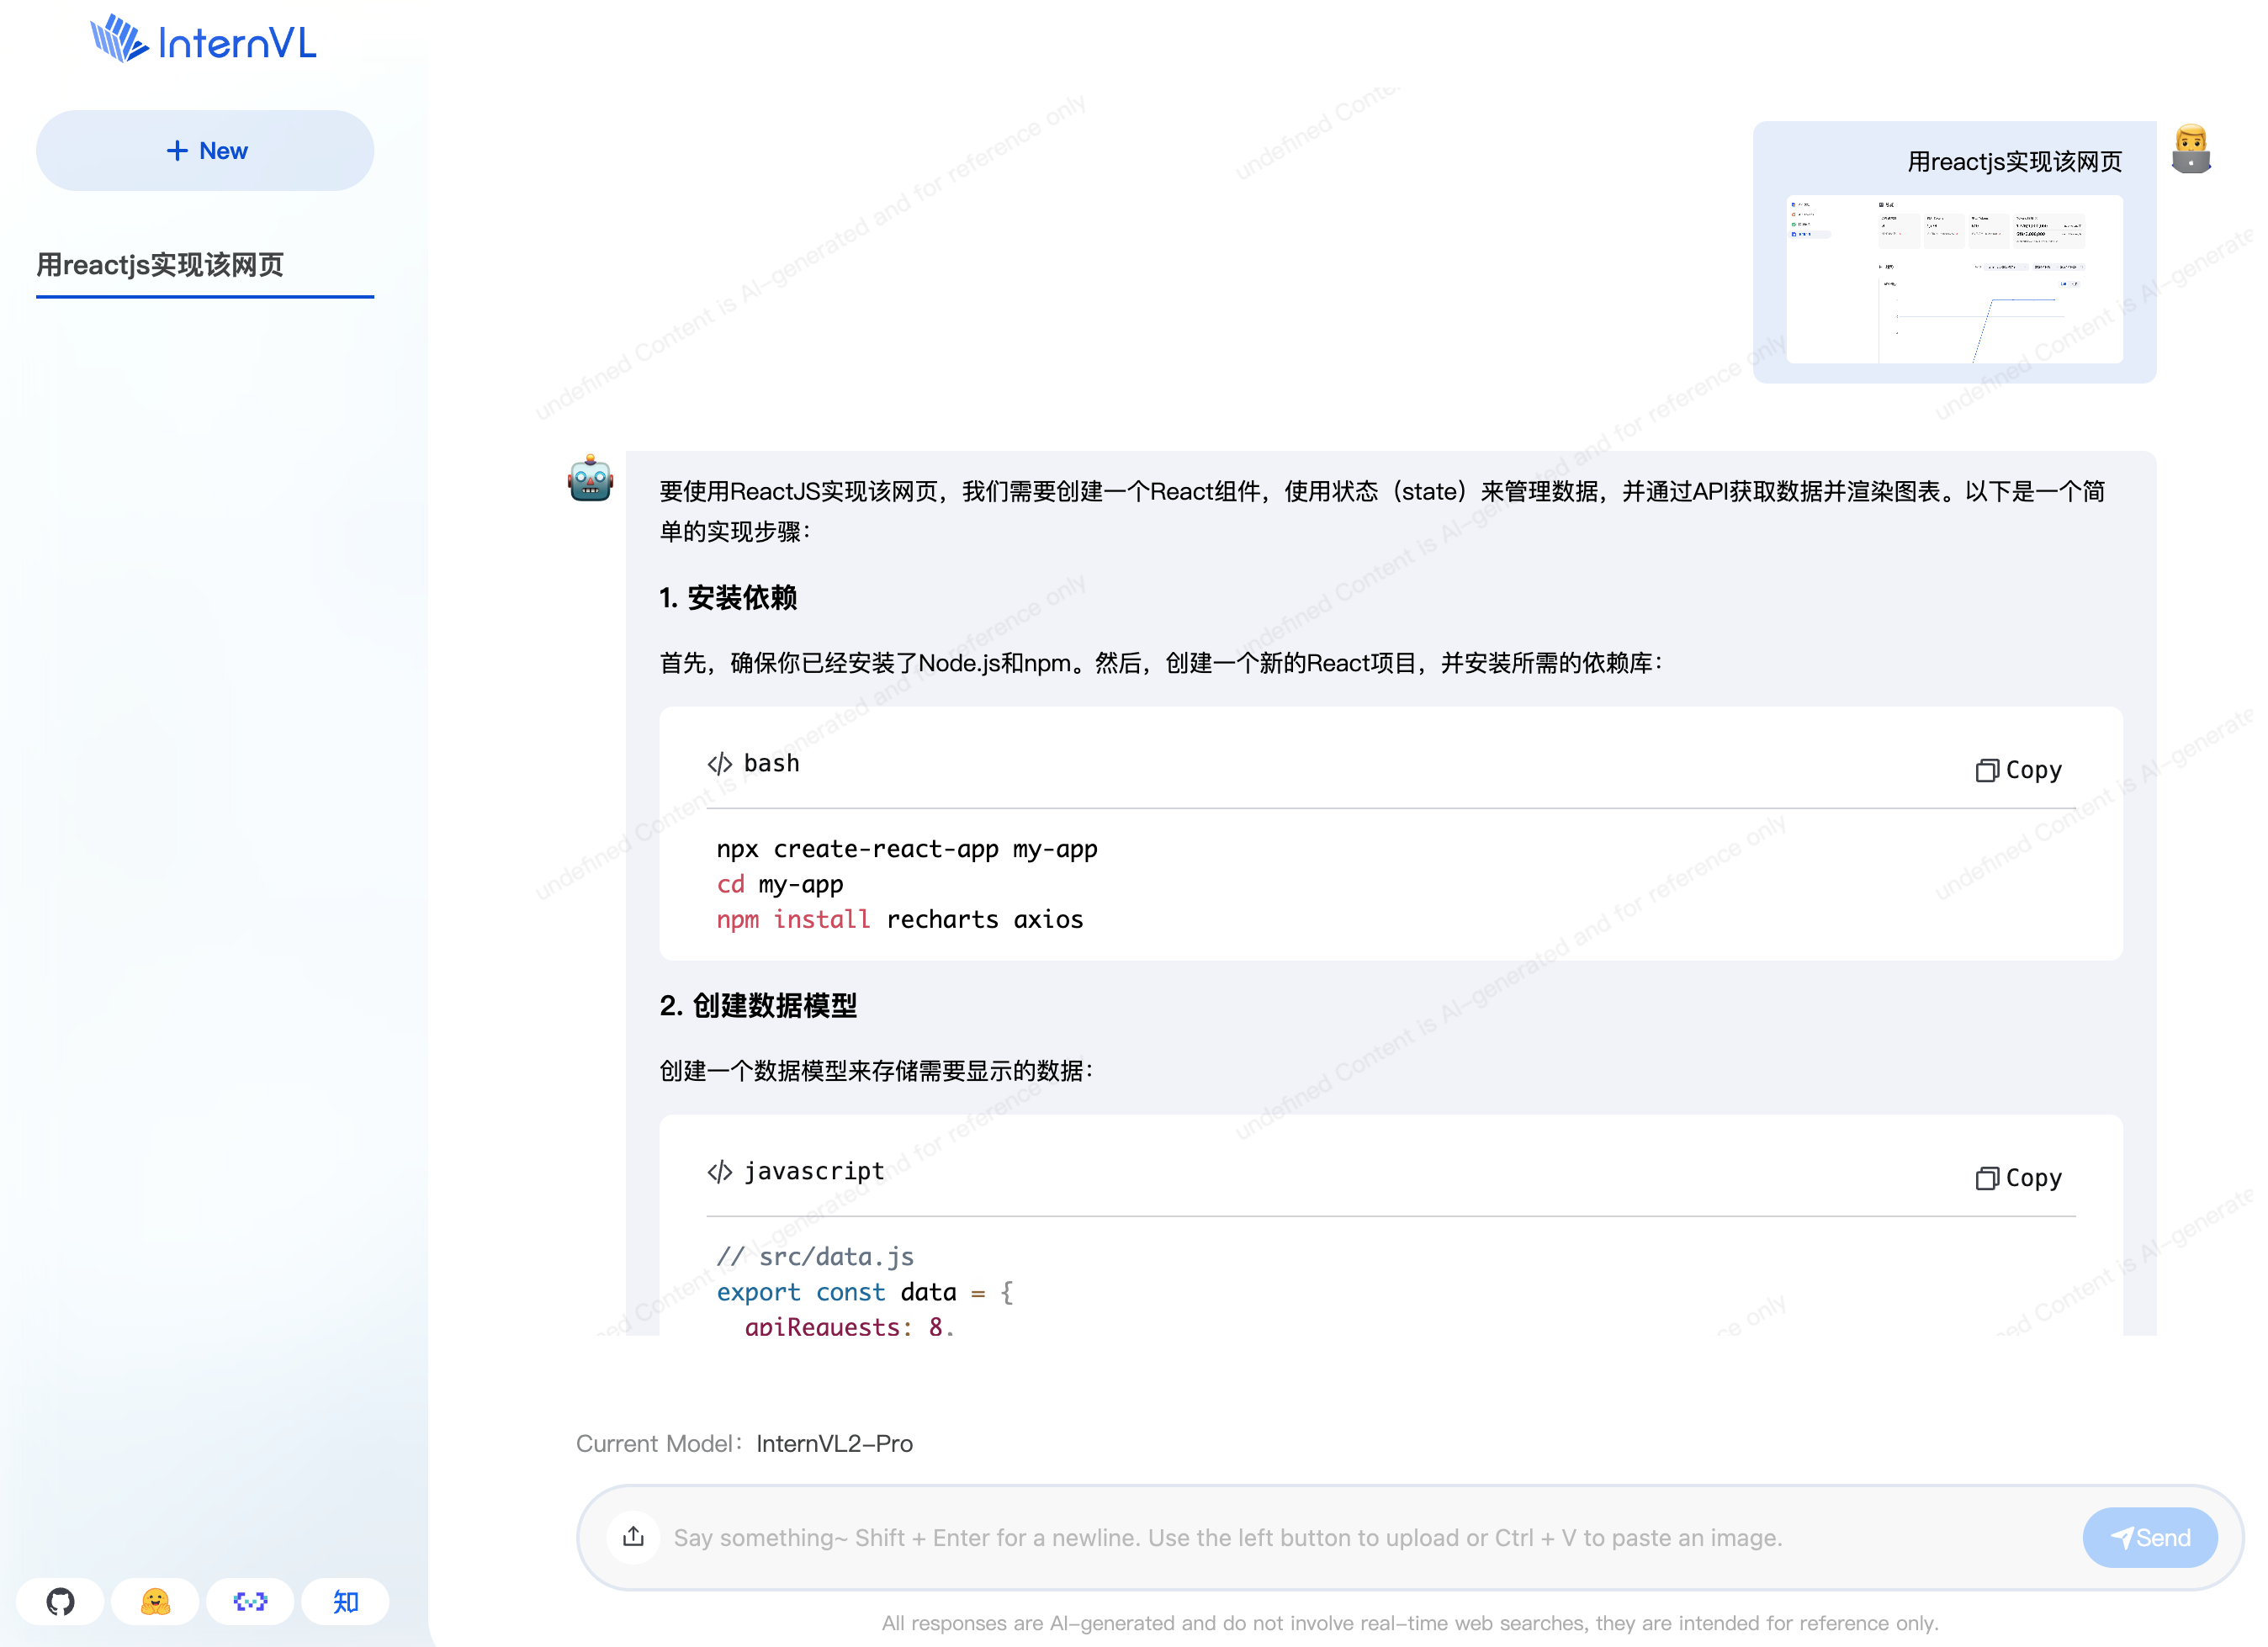 InternVL
+ New
用reactjs实现该网页
用reactjs实现该网页
要使用ReactJS实现该网页，我们需要创建一个React组件，使用状态（state）来管理数据，并通过API获取数据并渲染图表。以下是一个简
单的实现步骤：
1. 安装依赖
首先，确保你已经安装了Node.js和npm。然后，创建一个新的React项目，并安装所需的依赖库：
</> bash
Copy
npx create-react-app my-app
cd my-app
npm install recharts axios
2. 创建数据模型
创建一个数据模型来存储需要显示的数据：
</> javascript
Copy
// src/data.js
export const data = {
apiRequests: 8,
Current Model： InternVL2-Pro
Say something~ Shift + Enter for a newline. Use the left button to upload or Ctrl + V to paste an image.
Send
知
All responses are AI-generated and do not involve real-time web searches, they are intended for reference only.
undefined Content is AI-generated and for reference only